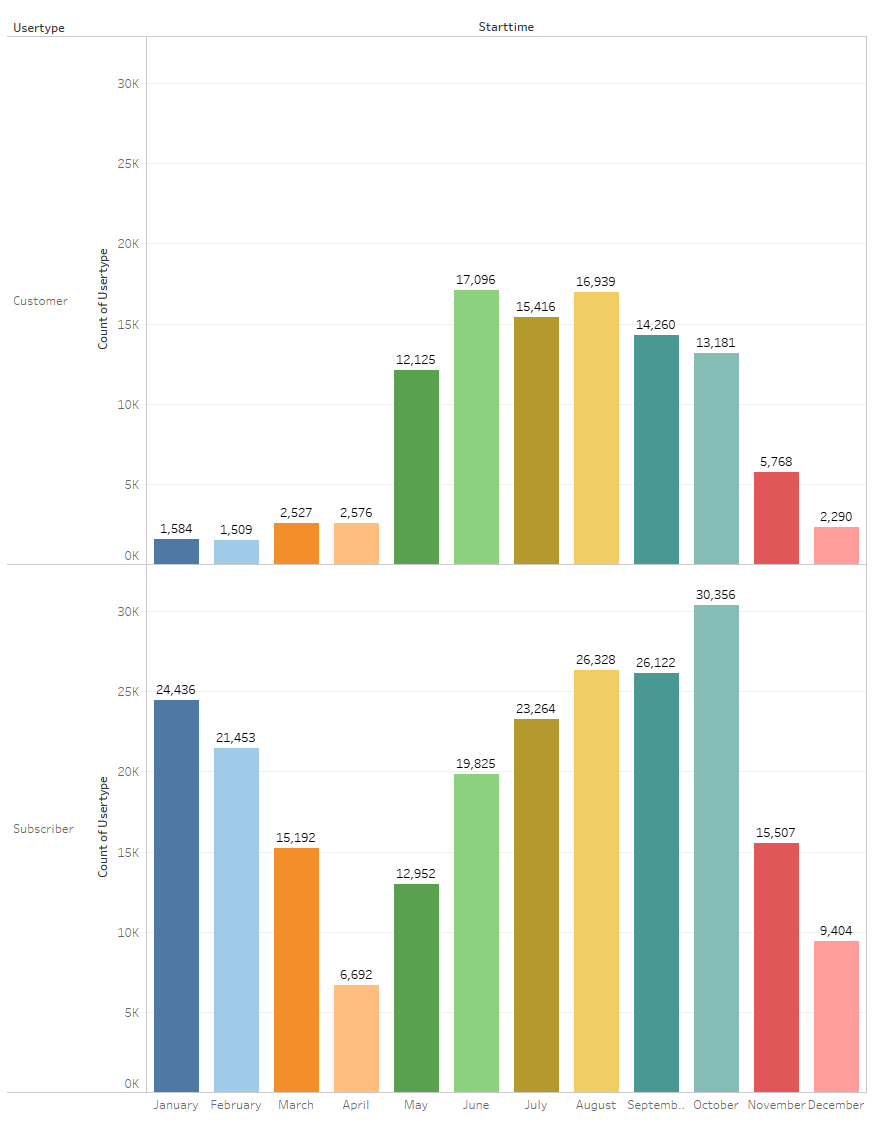 Usertype Starttime
30K
25K
20K
15K
10K
5K
0K
Count of Usertype
Customer
1,584 1,509 2,527 2,576 12,125 17,096 15,416 16,939 14,260 13,181 5,768 2,290
30K
25K
20K
15K
10K
5K
0K
Count of Usertype
Subscriber
24,436 21,453 15,192 6,692 12,952 19,825 23,264 26,328 26,122 30,356 15,507 9,404
January February March April May June July August Septemb.. October November December